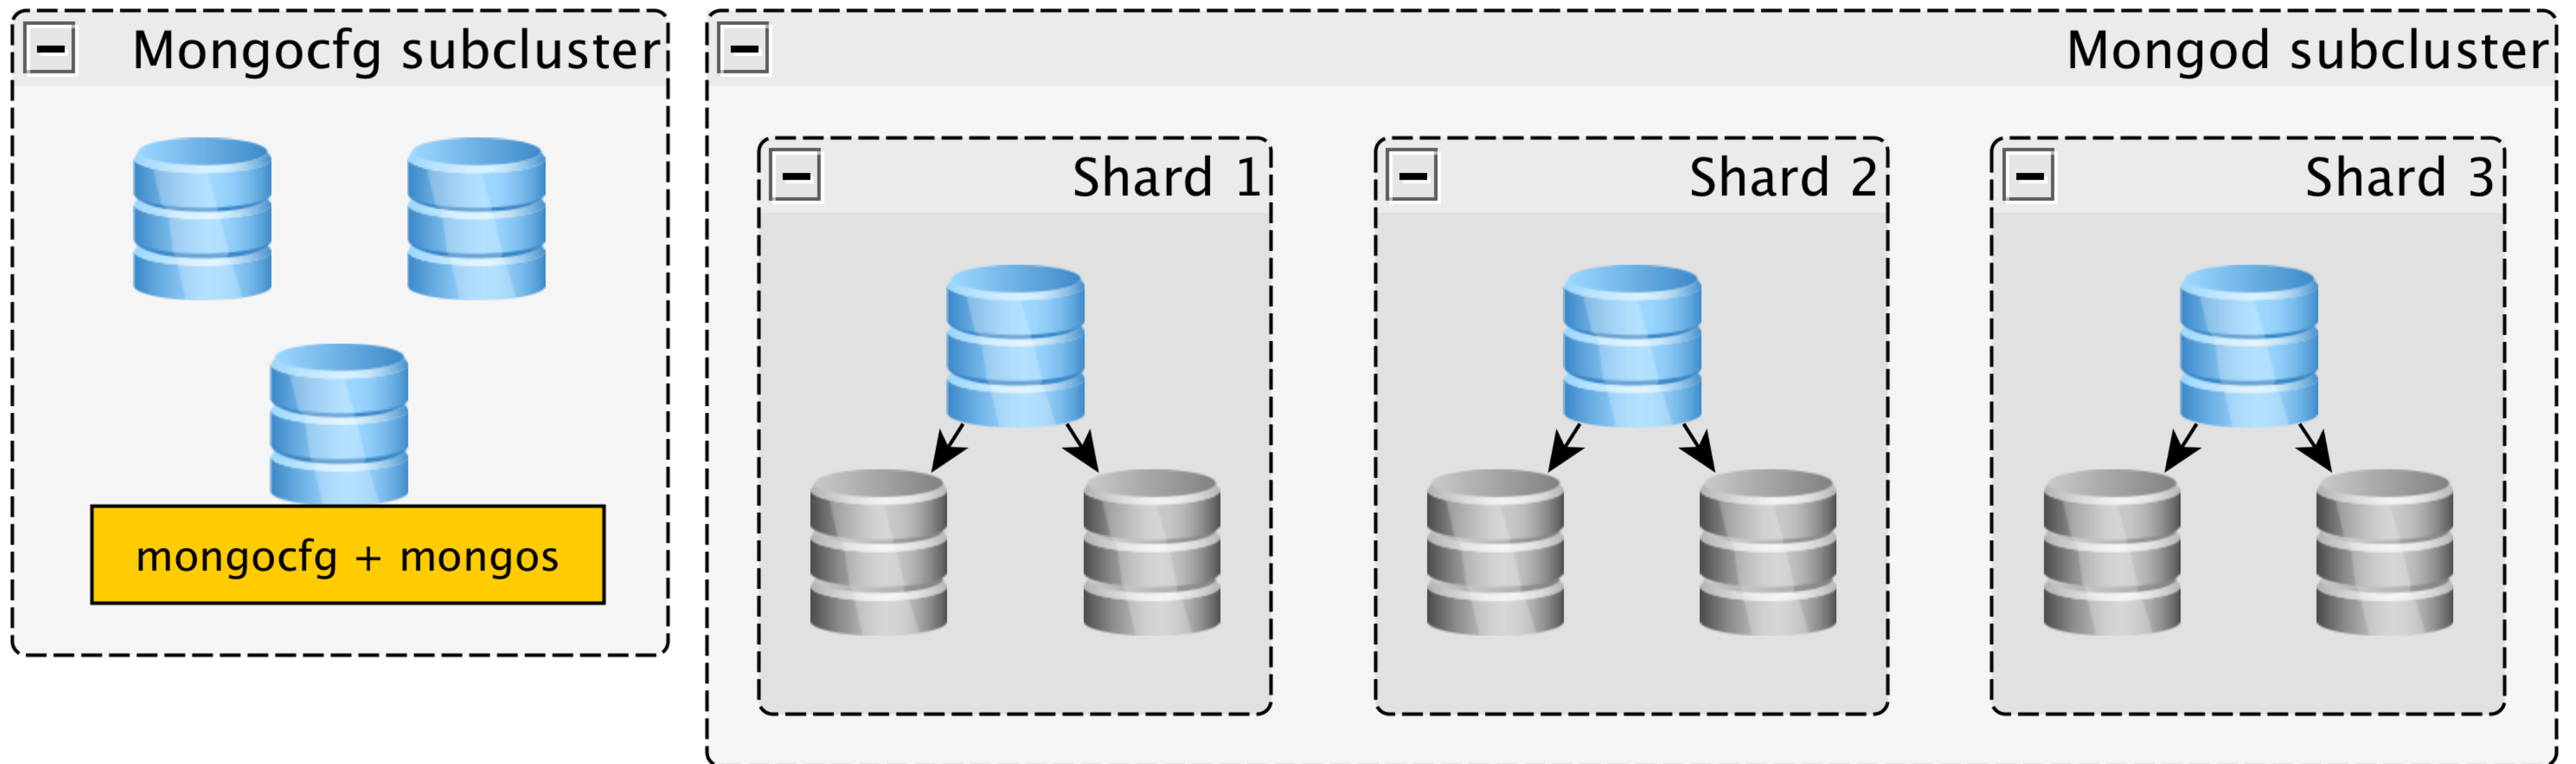 Mongocfg subcluster
mongocfg + mongos
Mongod subcluster
Shard 1
Shard 2
Shard 3